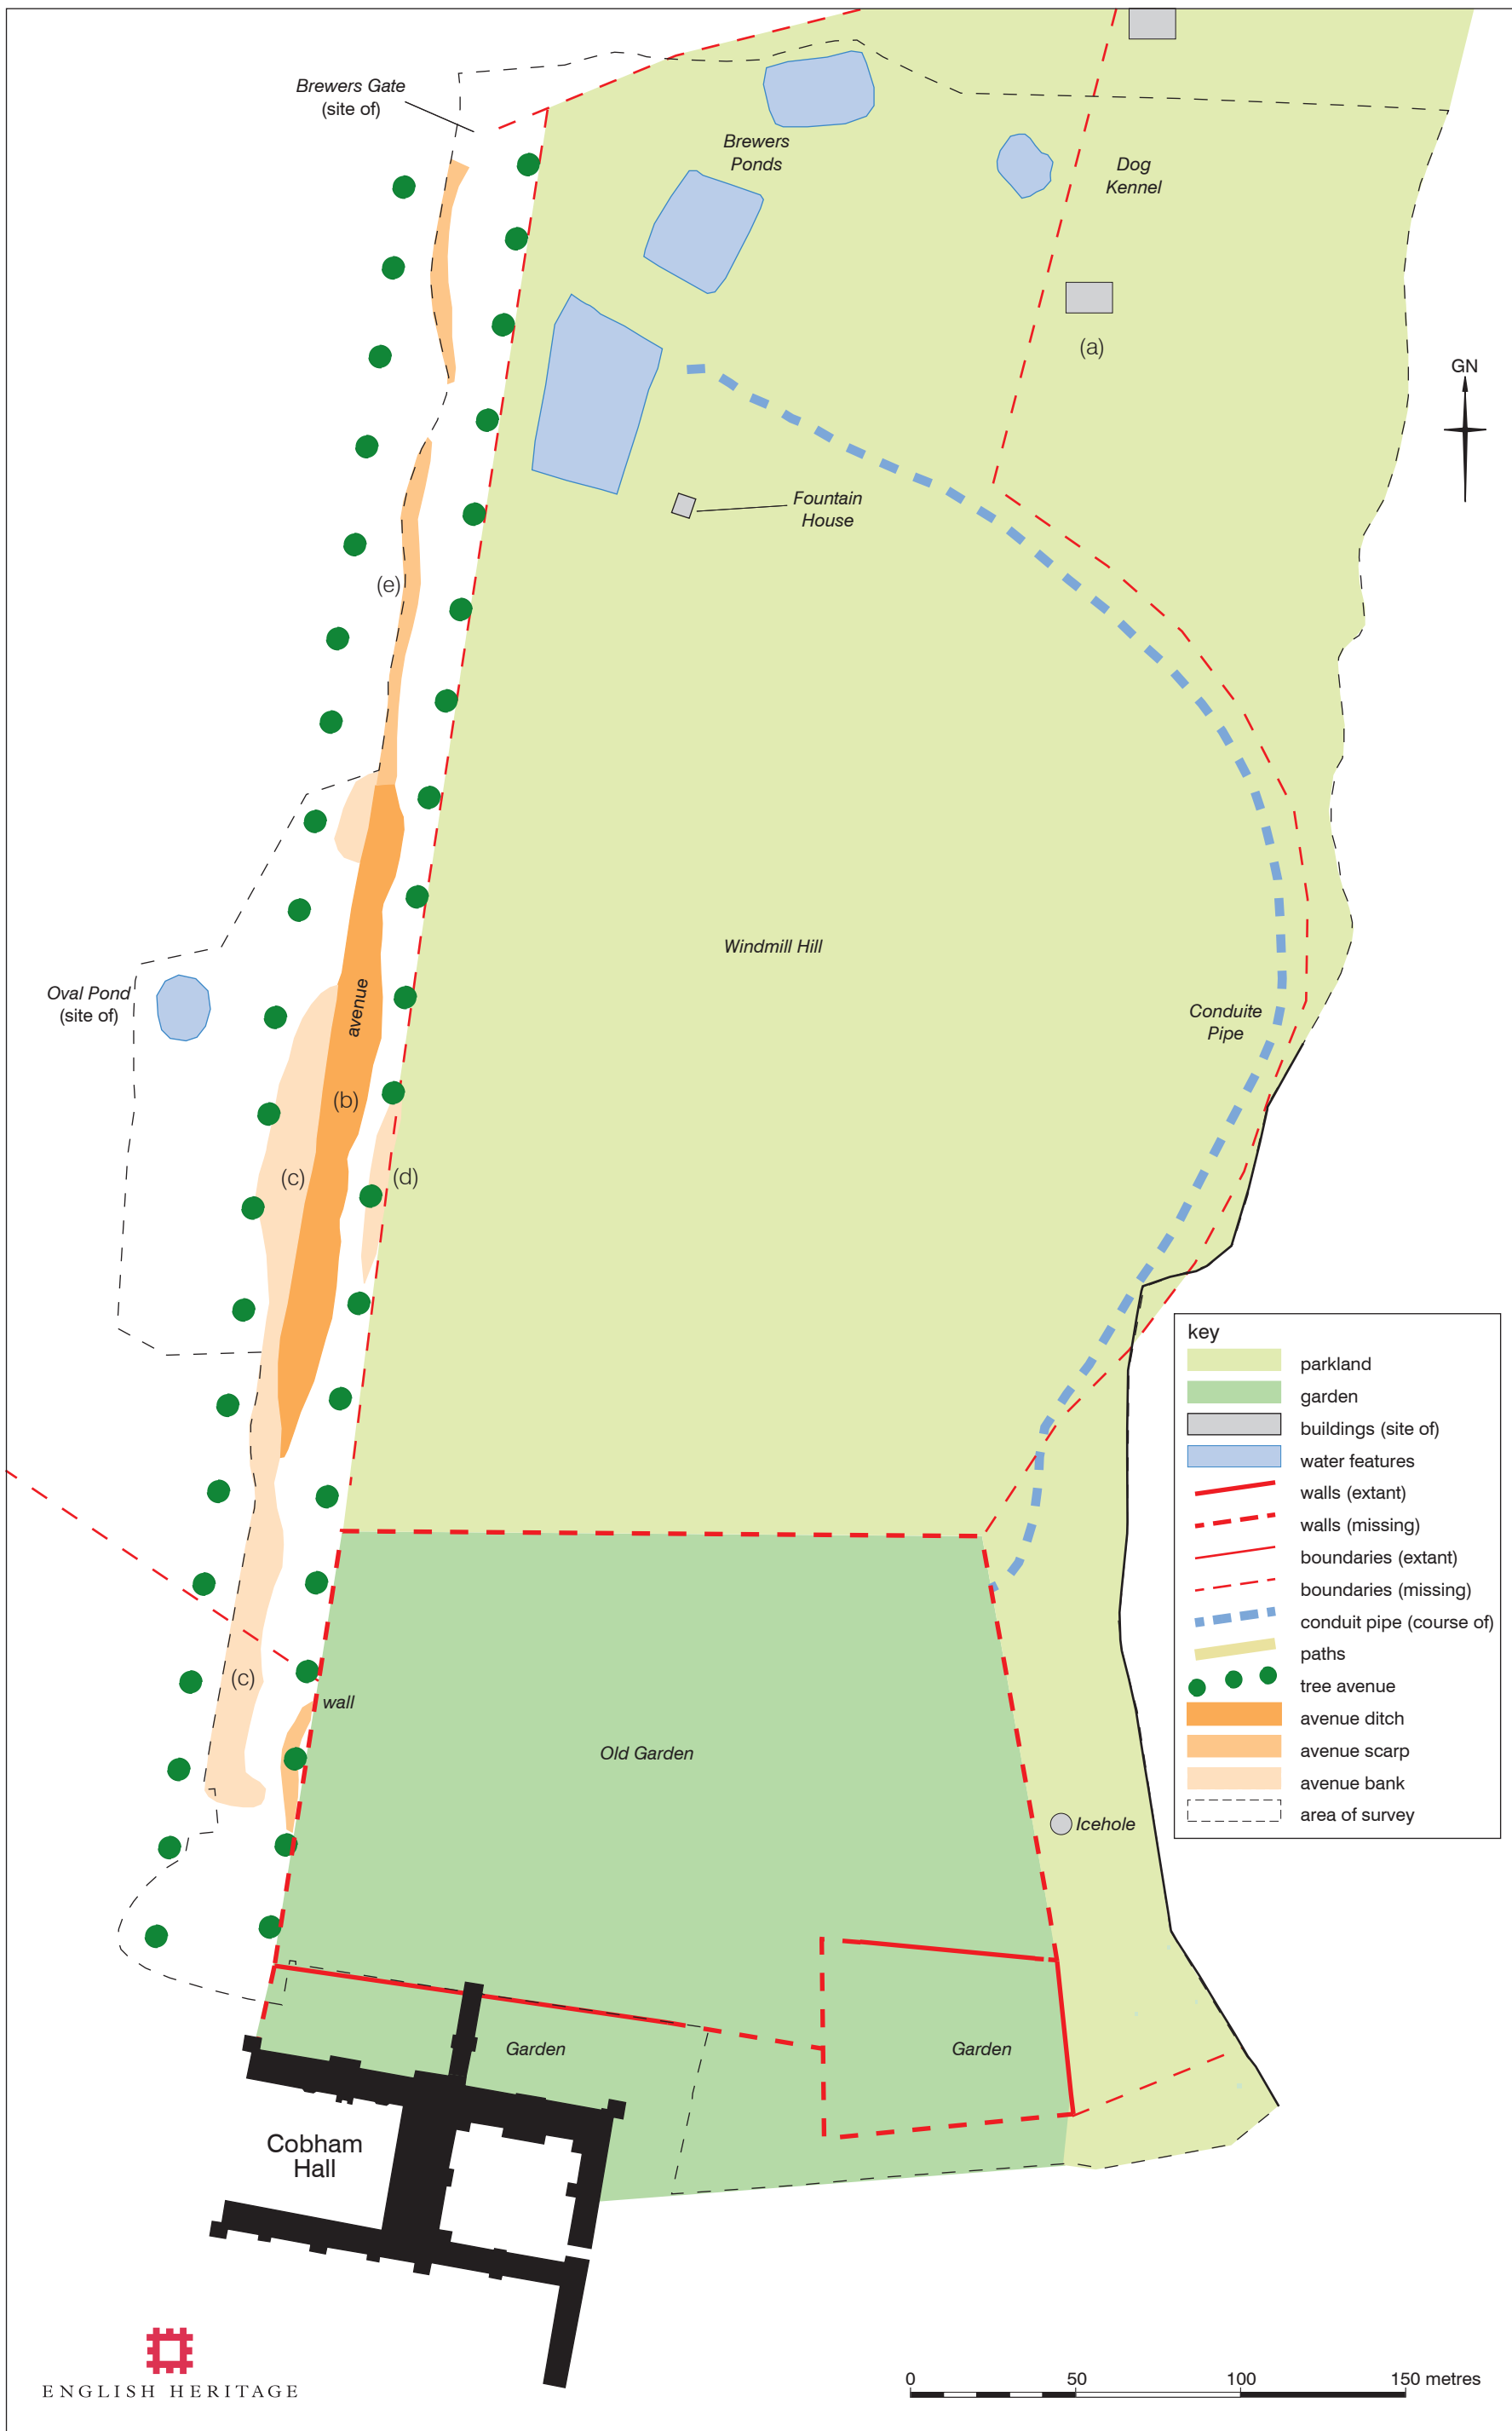 Brewers Gate
(site of)
Brewers
Ponds
Dog
Kennel
(a)
GN
Fountain
House
(e)
Windmill Hill
Oval Pond
(site of)
avenue
Conduite
Pipe
(b)
(c)
(d)
key
parkland
garden
buildings (site of)
water features
walls (extant)
walls (missing)
boundaries (extant)
boundaries (missing)
conduit pipe (course of)
paths
tree avenue
avenue ditch
avenue scarp
avenue bank
area of survey
(c)
wall
Old Garden
Icehole
Garden
Garden
Cobham
Hall
ENGLISH HERITAGE
0 50 100 150 metres